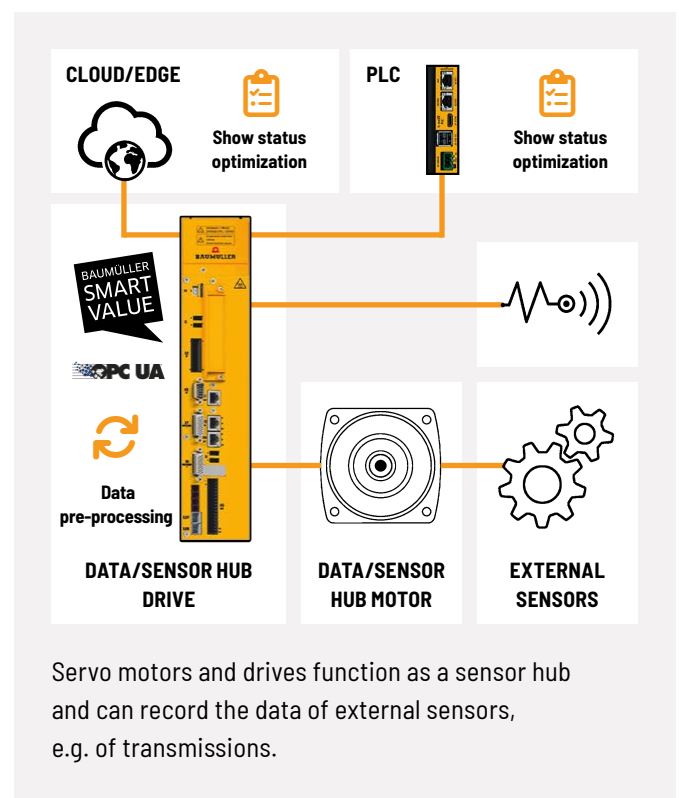 CLOUD/EDGE
Show status
optimization
PLC
Show status
optimization
BAUMÜLLER
BAUMÜLLER
SMART
VALUE
OPC UA
Data
pre-processing
DATA/SENSOR HUB
DRIVE
DATA/SENSOR
HUB MOTOR
EXTERNAL
SENSORS
Servo motors and drives function as a sensor hub
and can record the data of external sensors,
e.g. of transmissions.